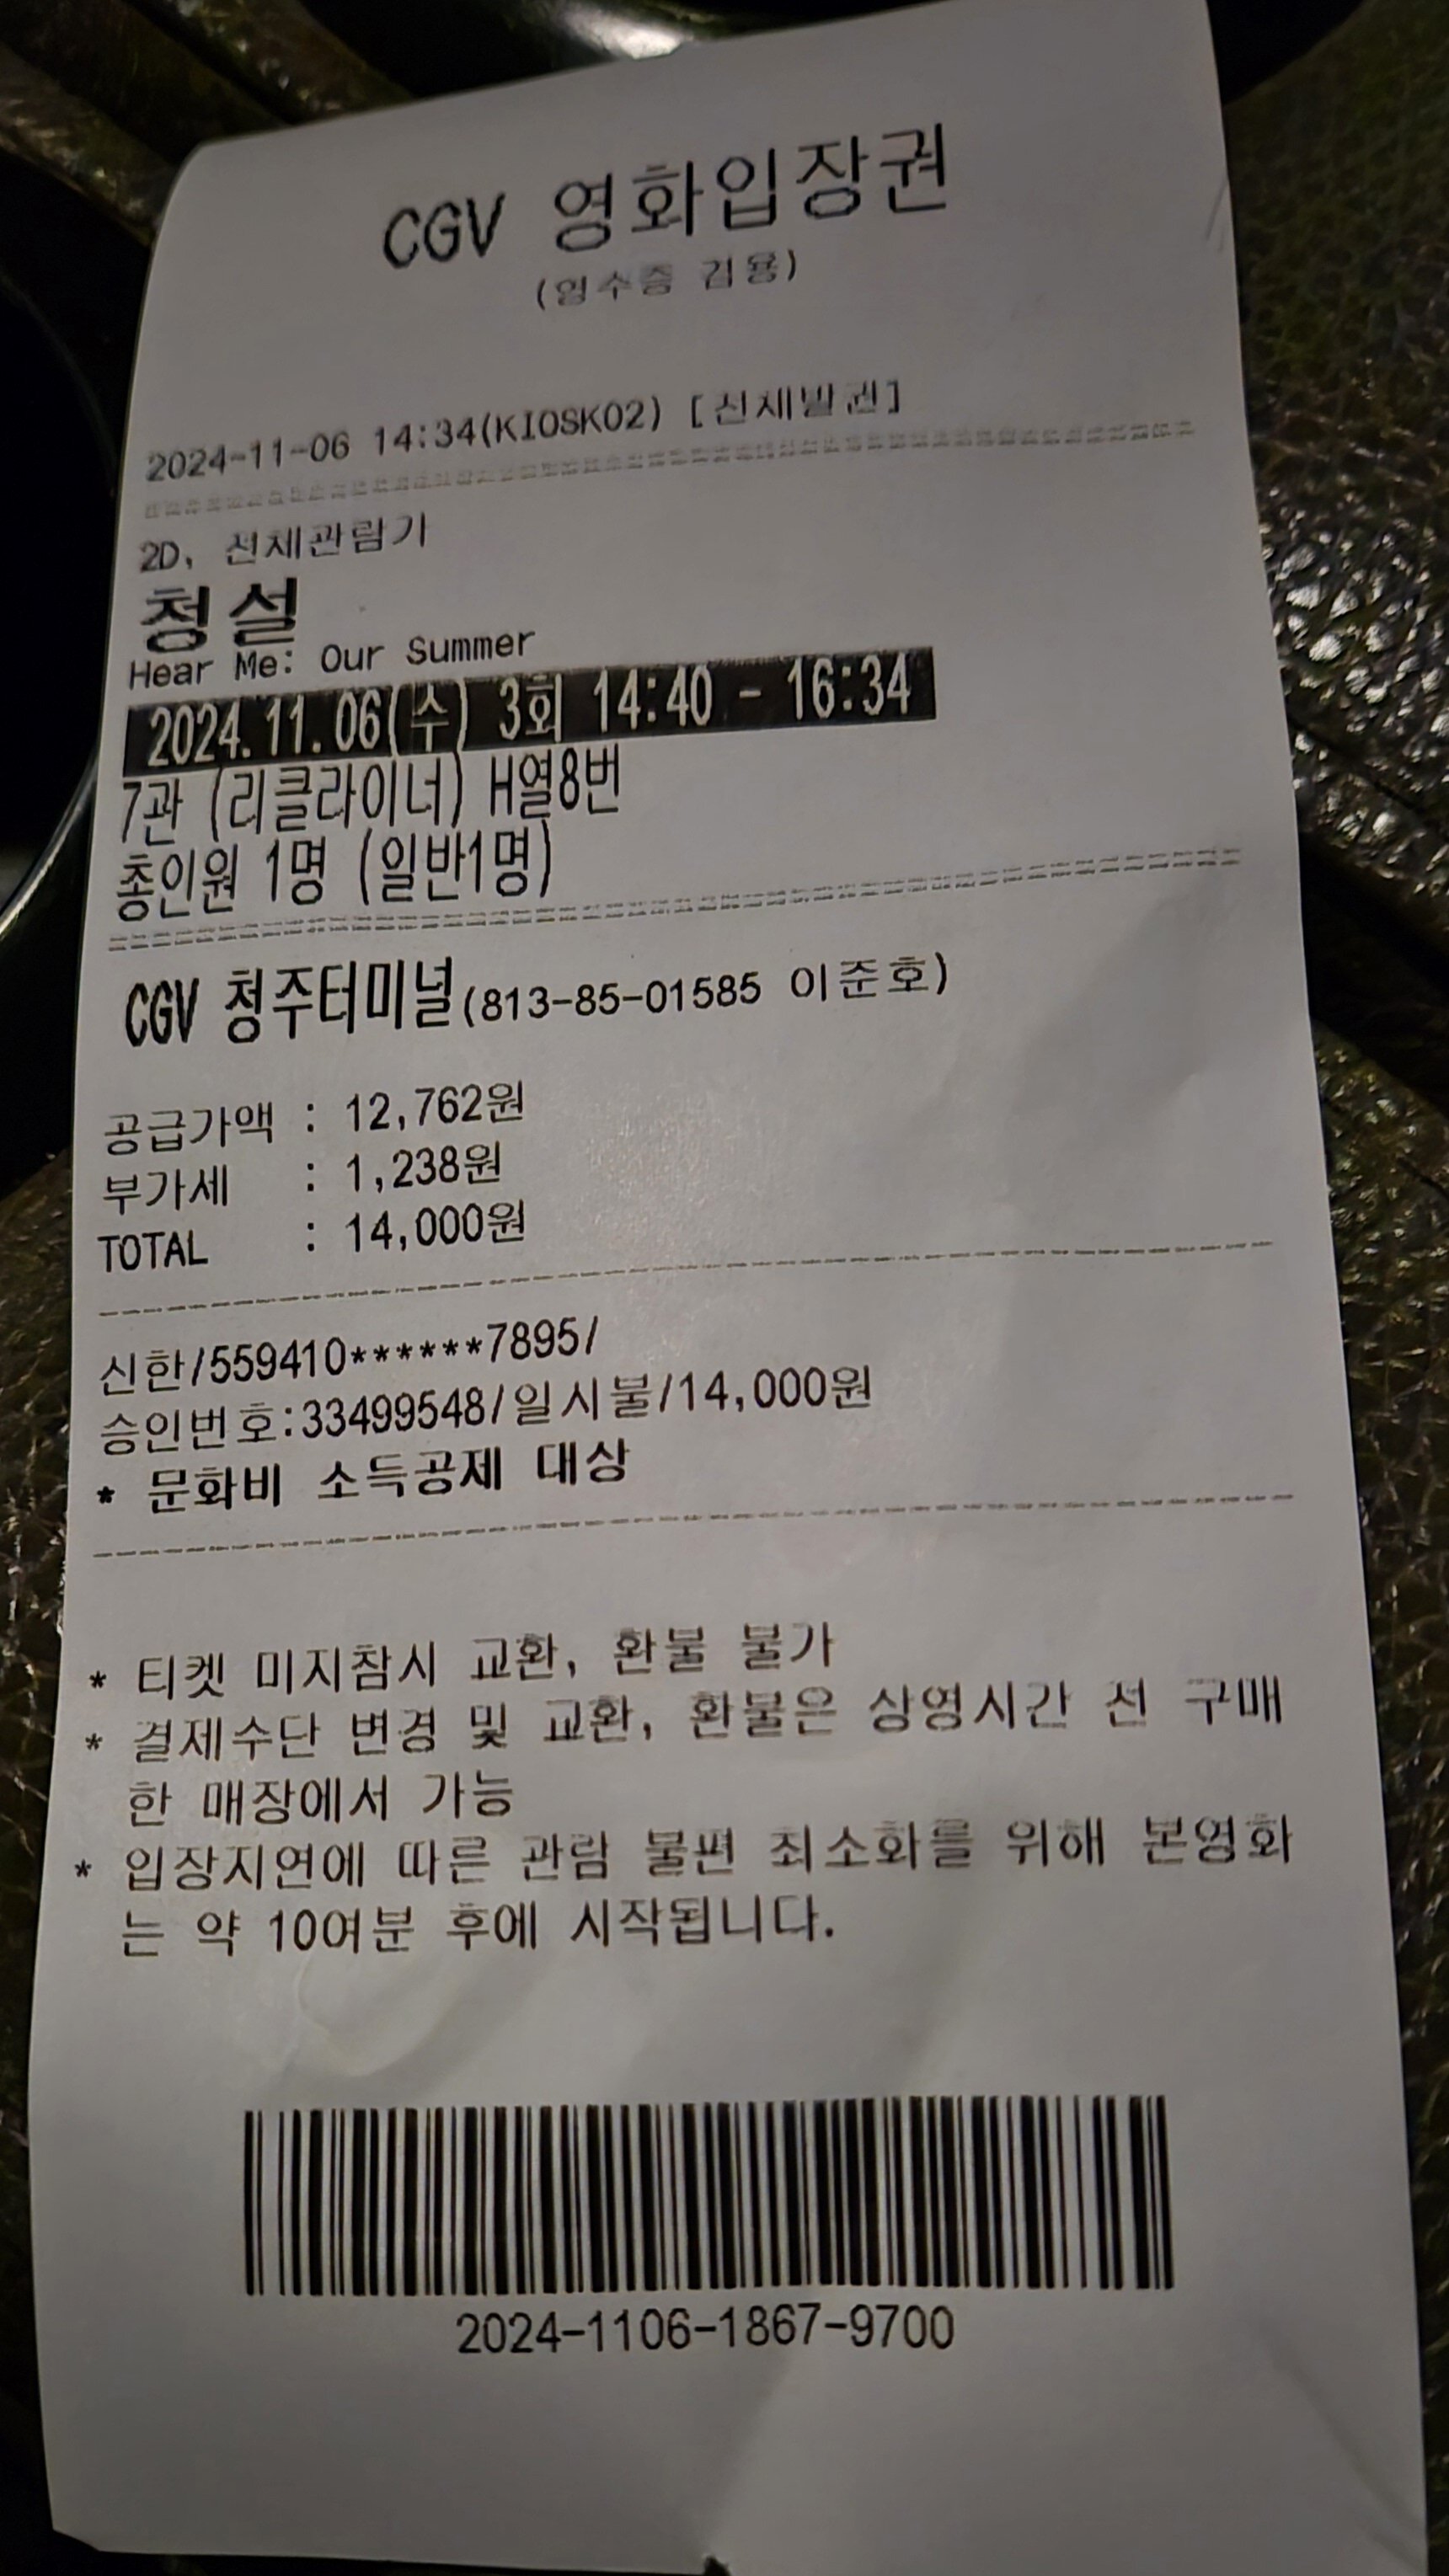 CGV 영화입장권
(영수증 겸용)
2024-11-06 14:34(KIOSK02) [전체발권]
2D, 전체관람가
청설
Hear Me: Our Summer
2024.11.06(수) 3회 14:40 - 16:34
7관 (리클라이너) H열8번
총인원 1명 (일반1명)
CGV 청주터미널(813-85-01585 이준호)
공급가액 : 12,762원
부가세 : 1,238원
TOTAL : 14,000원
신한/559410******7895/
승인번호:33499548/일시불/14,000원
* 문화비 소득공제 대상
* 티켓 미지참시 교환, 환불 불가
* 결제수단 변경 및 교환, 환불은 상영시간 전 구매
한 매장에서 가능
* 입장지연에 따른 관람 불편 최소화를 위해 본영화
는 약 10여분 후에 시작됩니다.
2024-1106-1867-9700